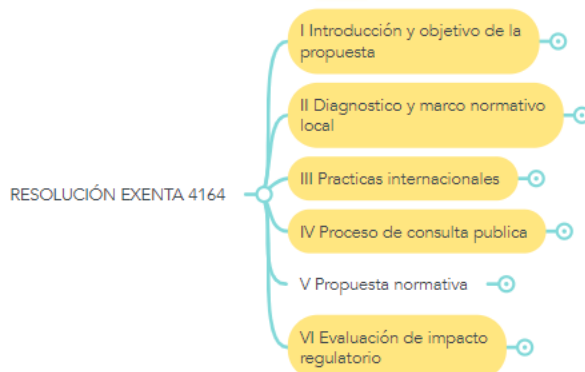 I Introducción y objetivo de la
propuesta
II Diagnostico y marco normativo
local
III Practicas internacionales
RESOLUCIÓN EXENTA 4164
IV Proceso de consulta publica
V Propuesta normativa
VI Evaluación de impacto
regulatorio